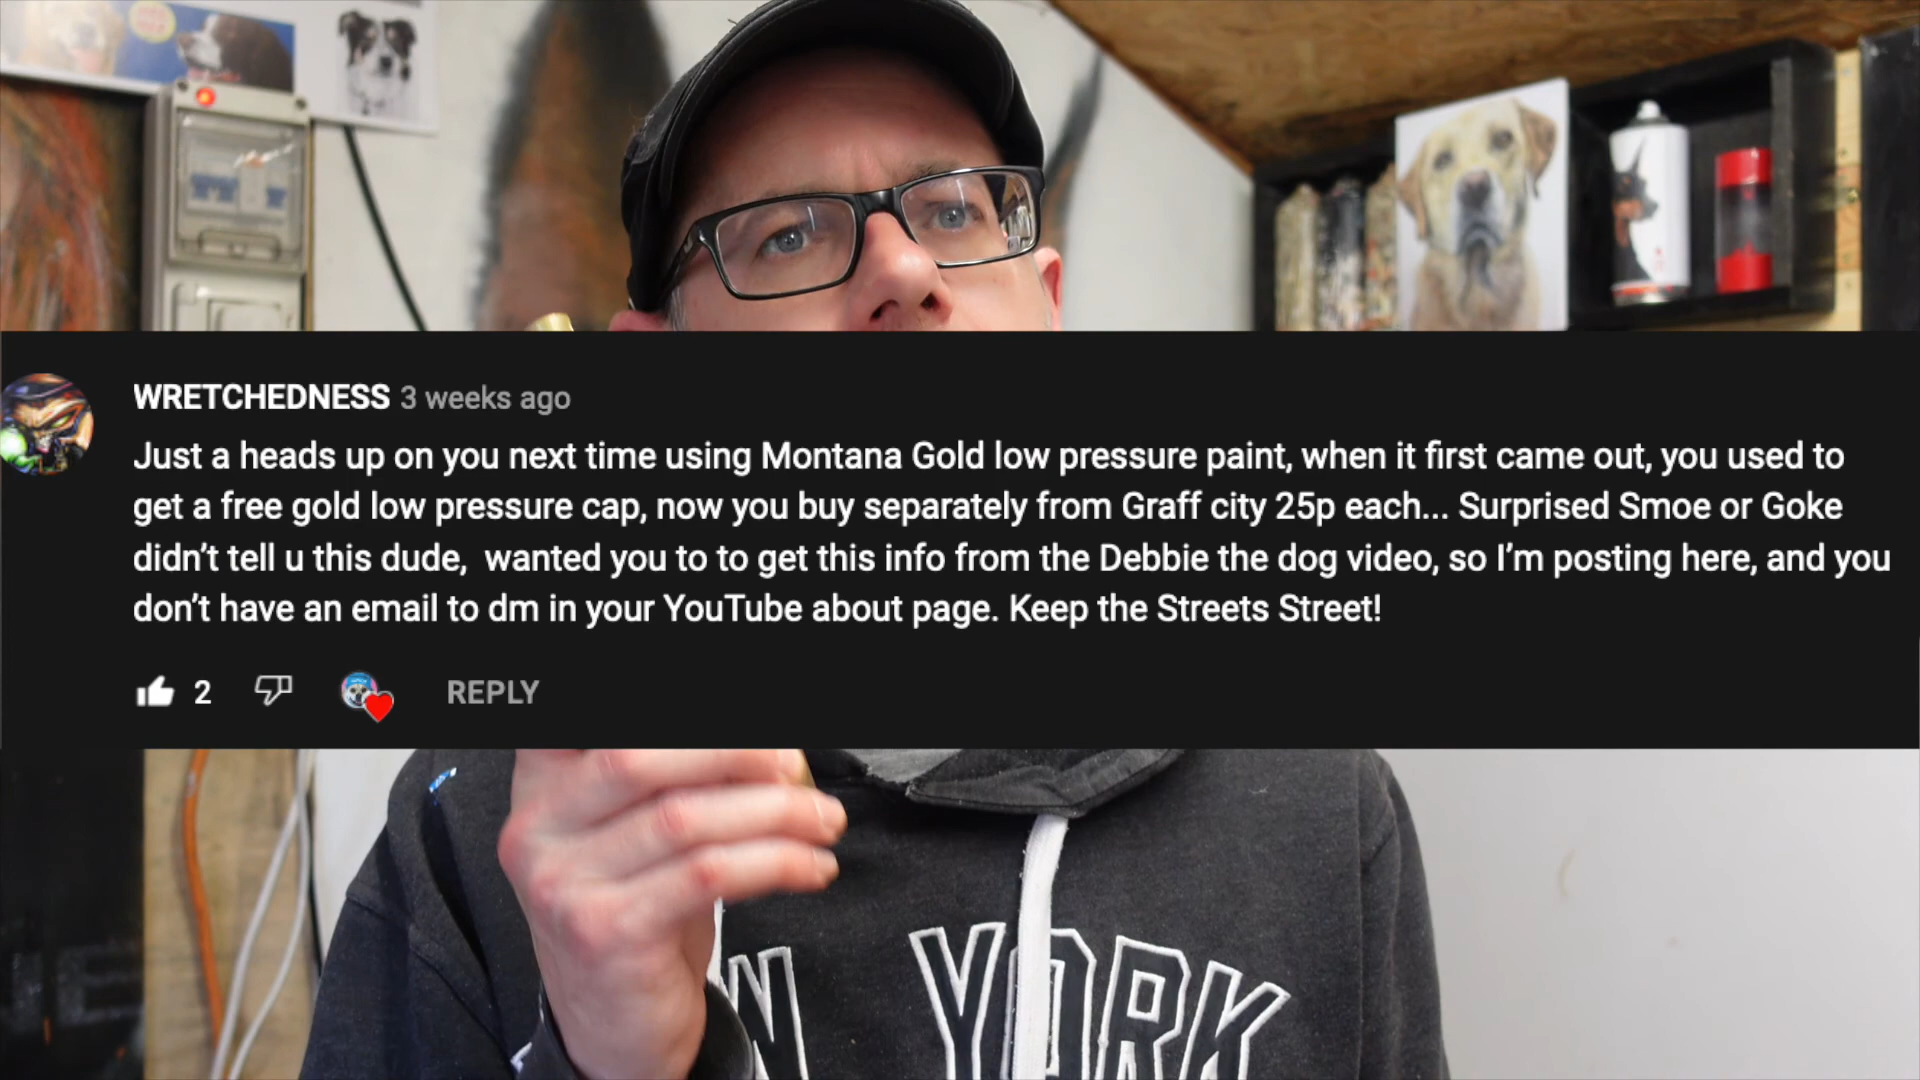 WRETCHEDNESS 3 weeks ago
Just a heads up on you next time using Montana Gold low pressure paint, when it first came out, you used to
get a free gold low pressure cap, now you buy separately from Graff city 25p each... Surprised Smoe or Goke
didn’t tell u this dude,  wanted you to to get this info from the Debbie the dog video, so I’m posting here, and you
don’t have an email to dm in your YouTube about page. Keep the Streets Street!
2 REPLY
W YORK